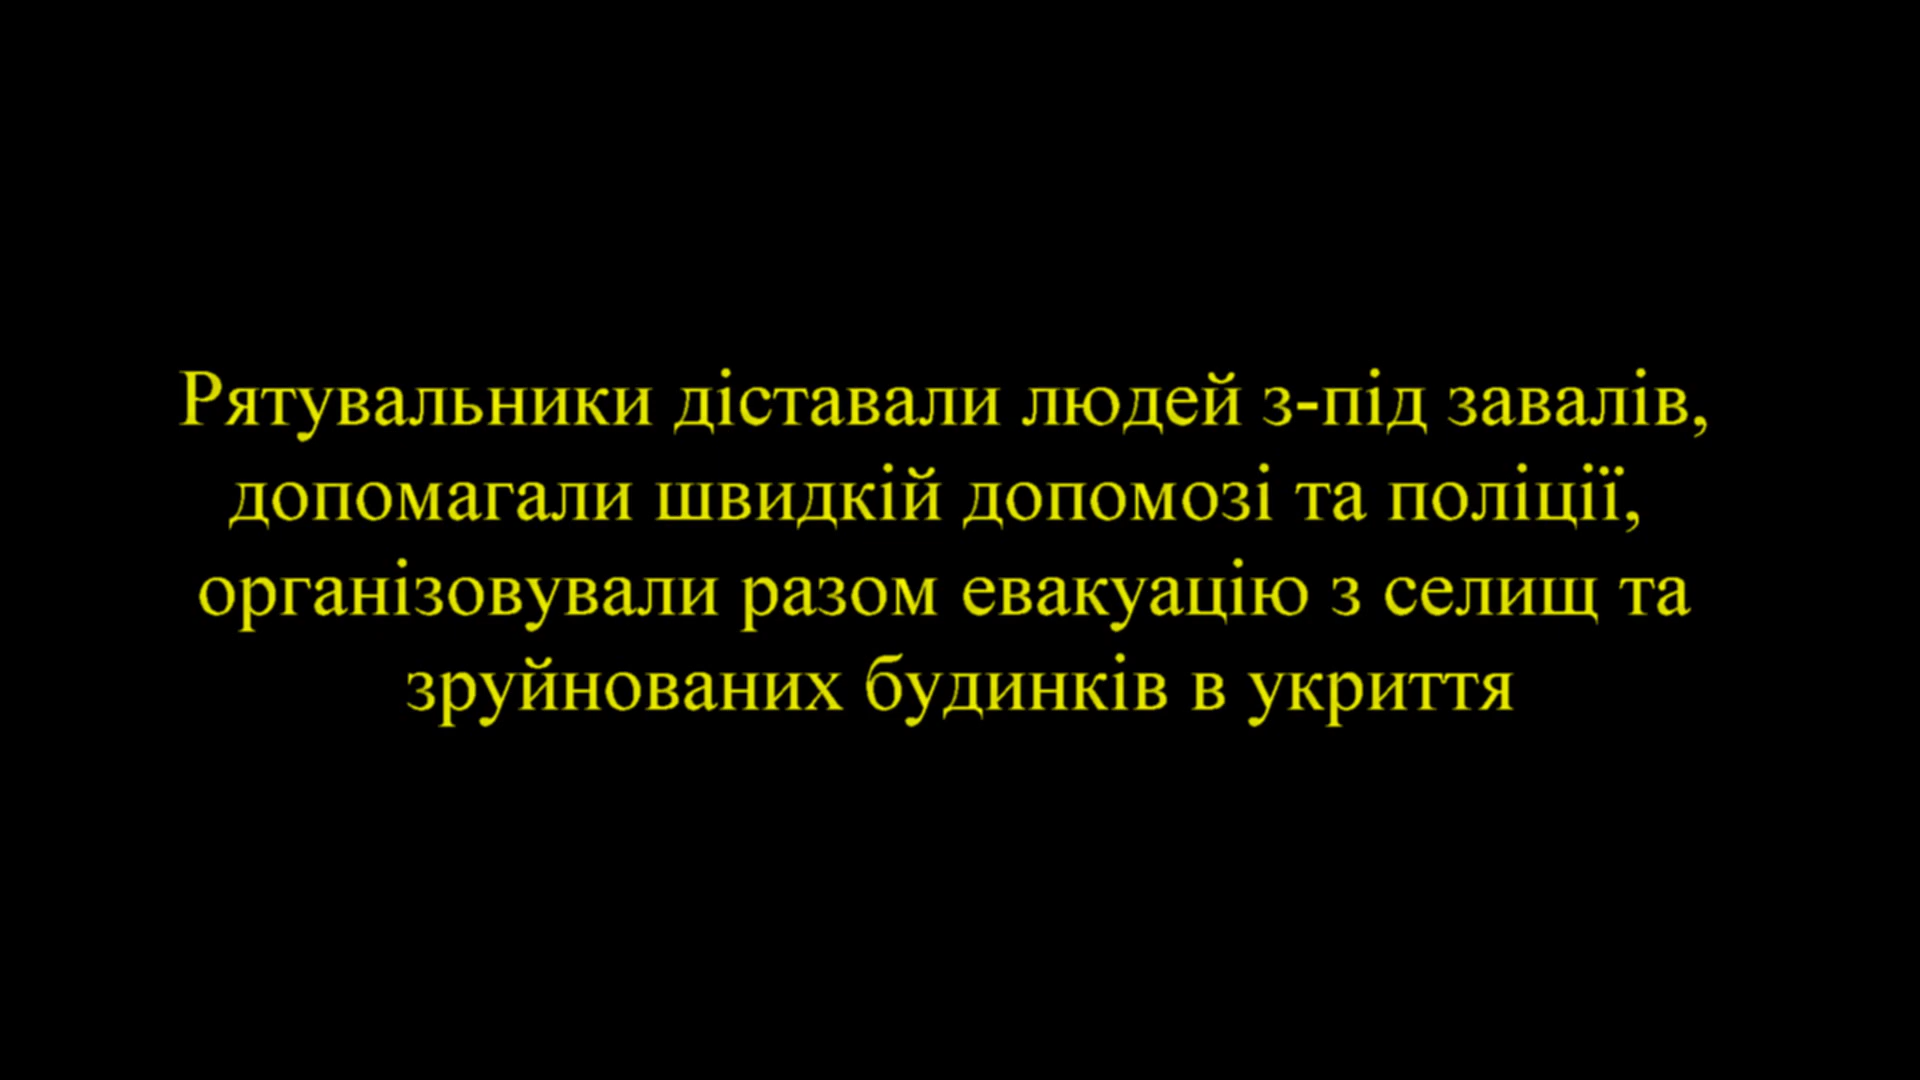 Рятувальники діставали людей з-під завалів,
допомагали швидкій допомозі та поліції,
організовували разом евакуацію з селищ та
зруйнованих будинків в укриття